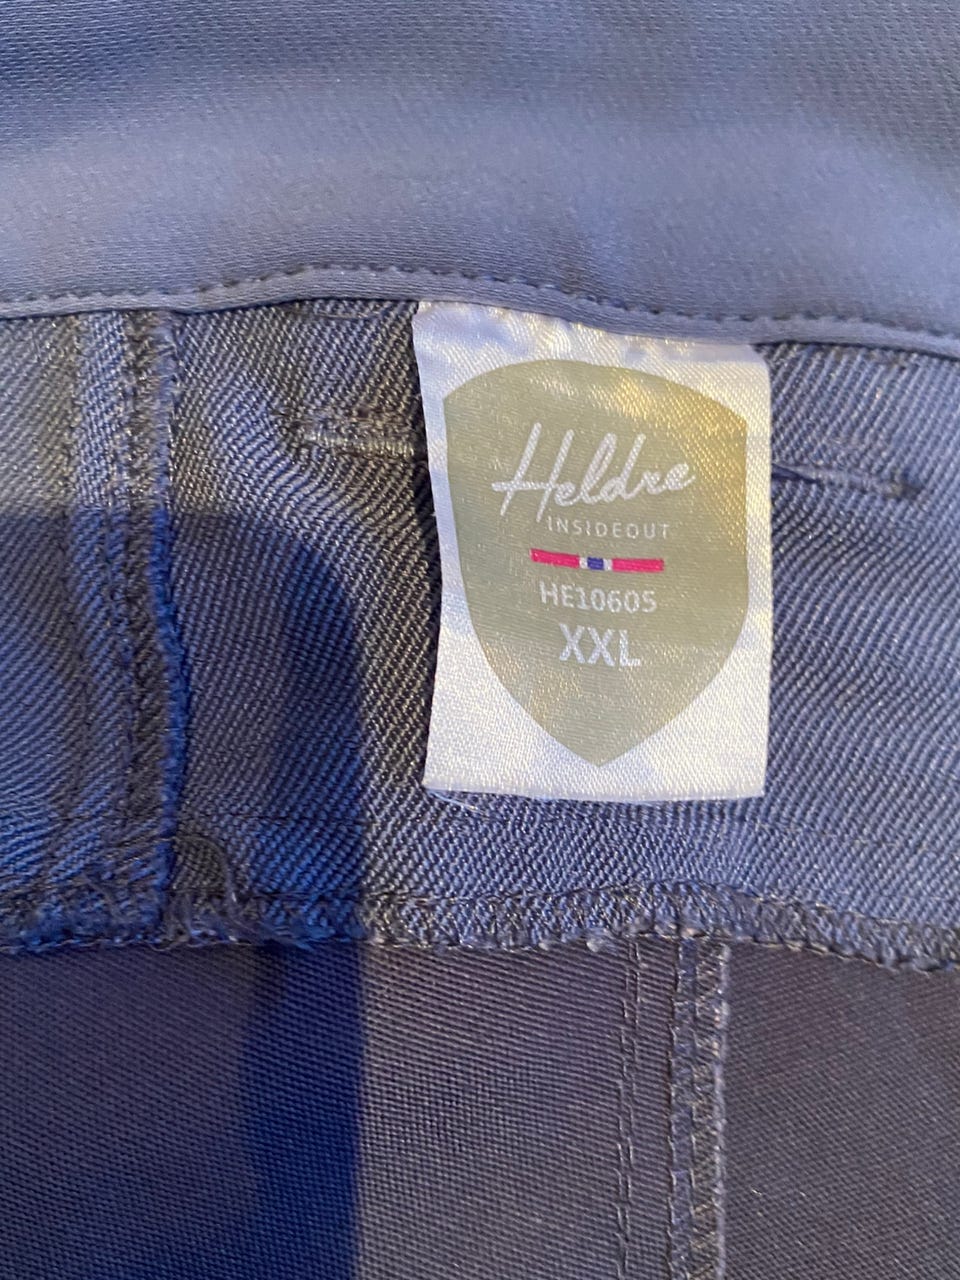 Heldre
INSIDEOUT
HE10605
XXL